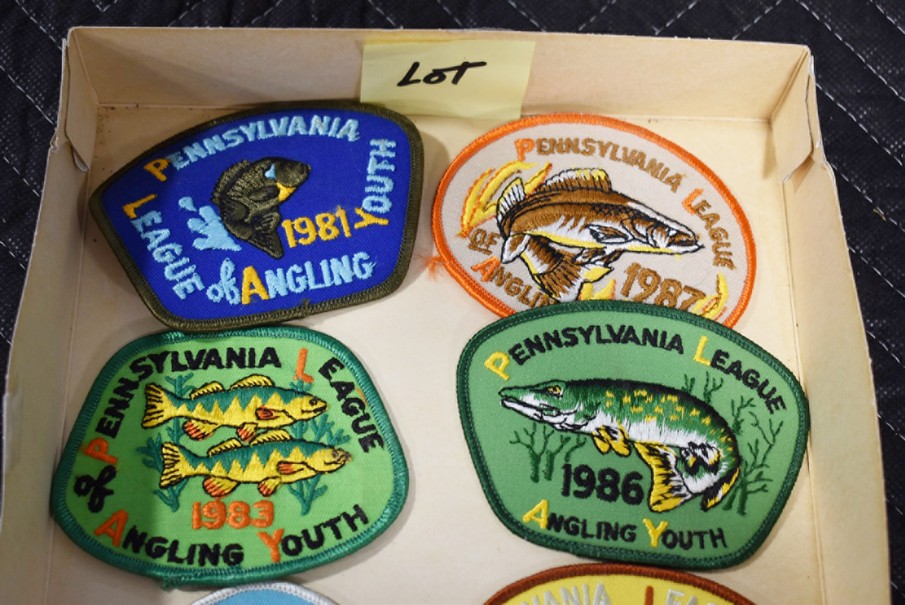 LOT
PENNSYLVANIA
LEAGUE
YOUTH
1981
of ANGLING
PENNSYLVANIA LEAGUE
OF
1987
PENNSYLVANIA LEAGUE
of
1983
ANGLING YOUTH
PENNSYLVANIA LEAGUE
1986
ANGLING YOUTH